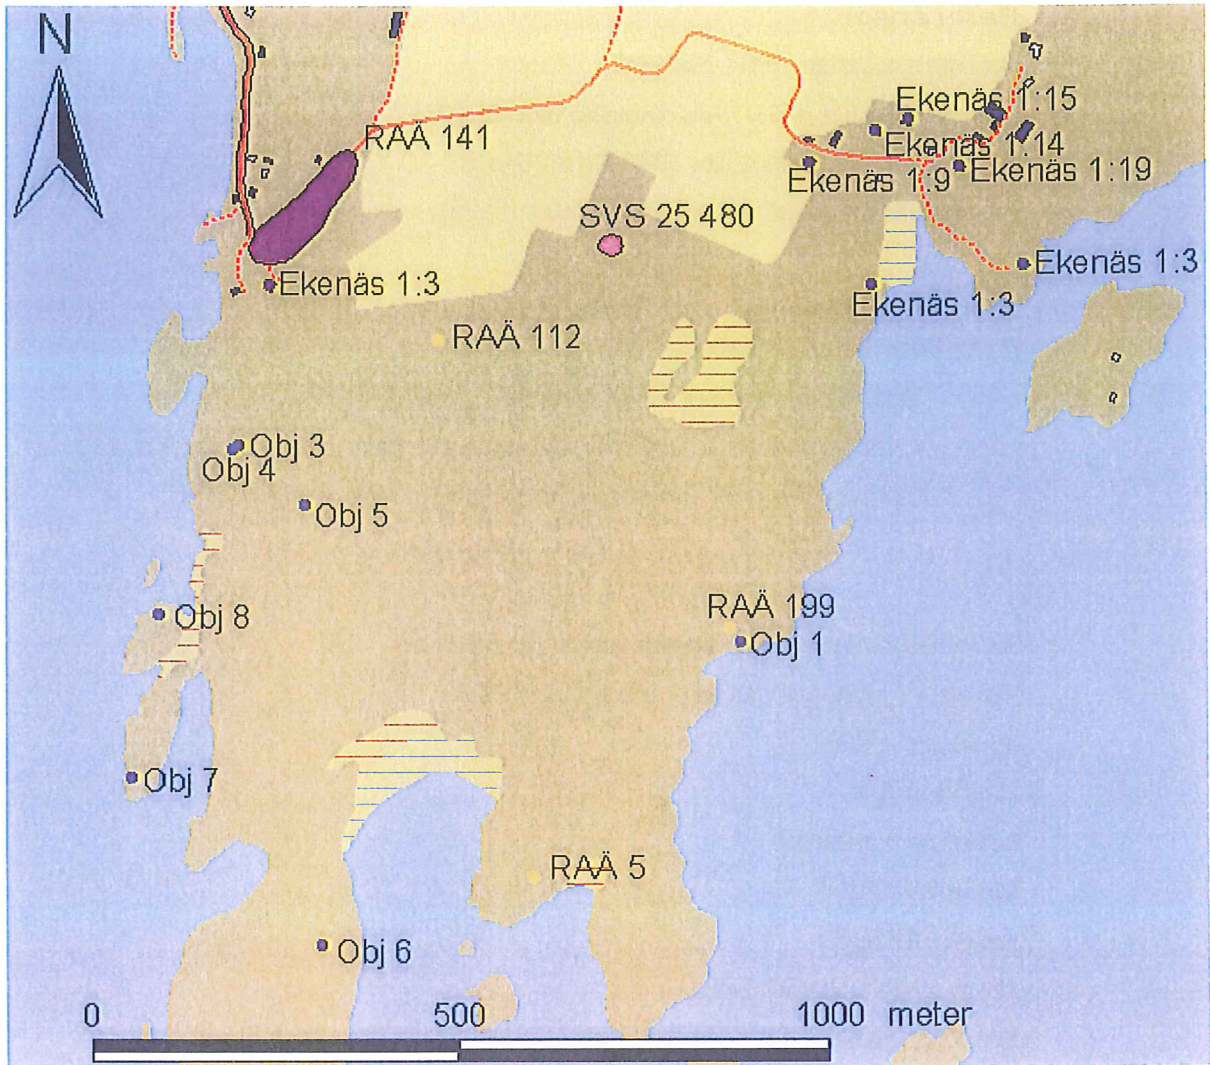 N
Ekenäs 1:15
RAÄ 141
Ekenäs 1:14
Ekenäs 1:9
Ekenäs 1:19
SVS 25 480
Ekenäs 1:3
Ekenäs 1:3
Ekenäs 1:3
RAÄ 112
Obj 3
Obj 4
Obj 5
RAÄ 199
Obj 8
Obj 1
Obj 7
RAÄ 5
Obj 6
0 500 1000 meter